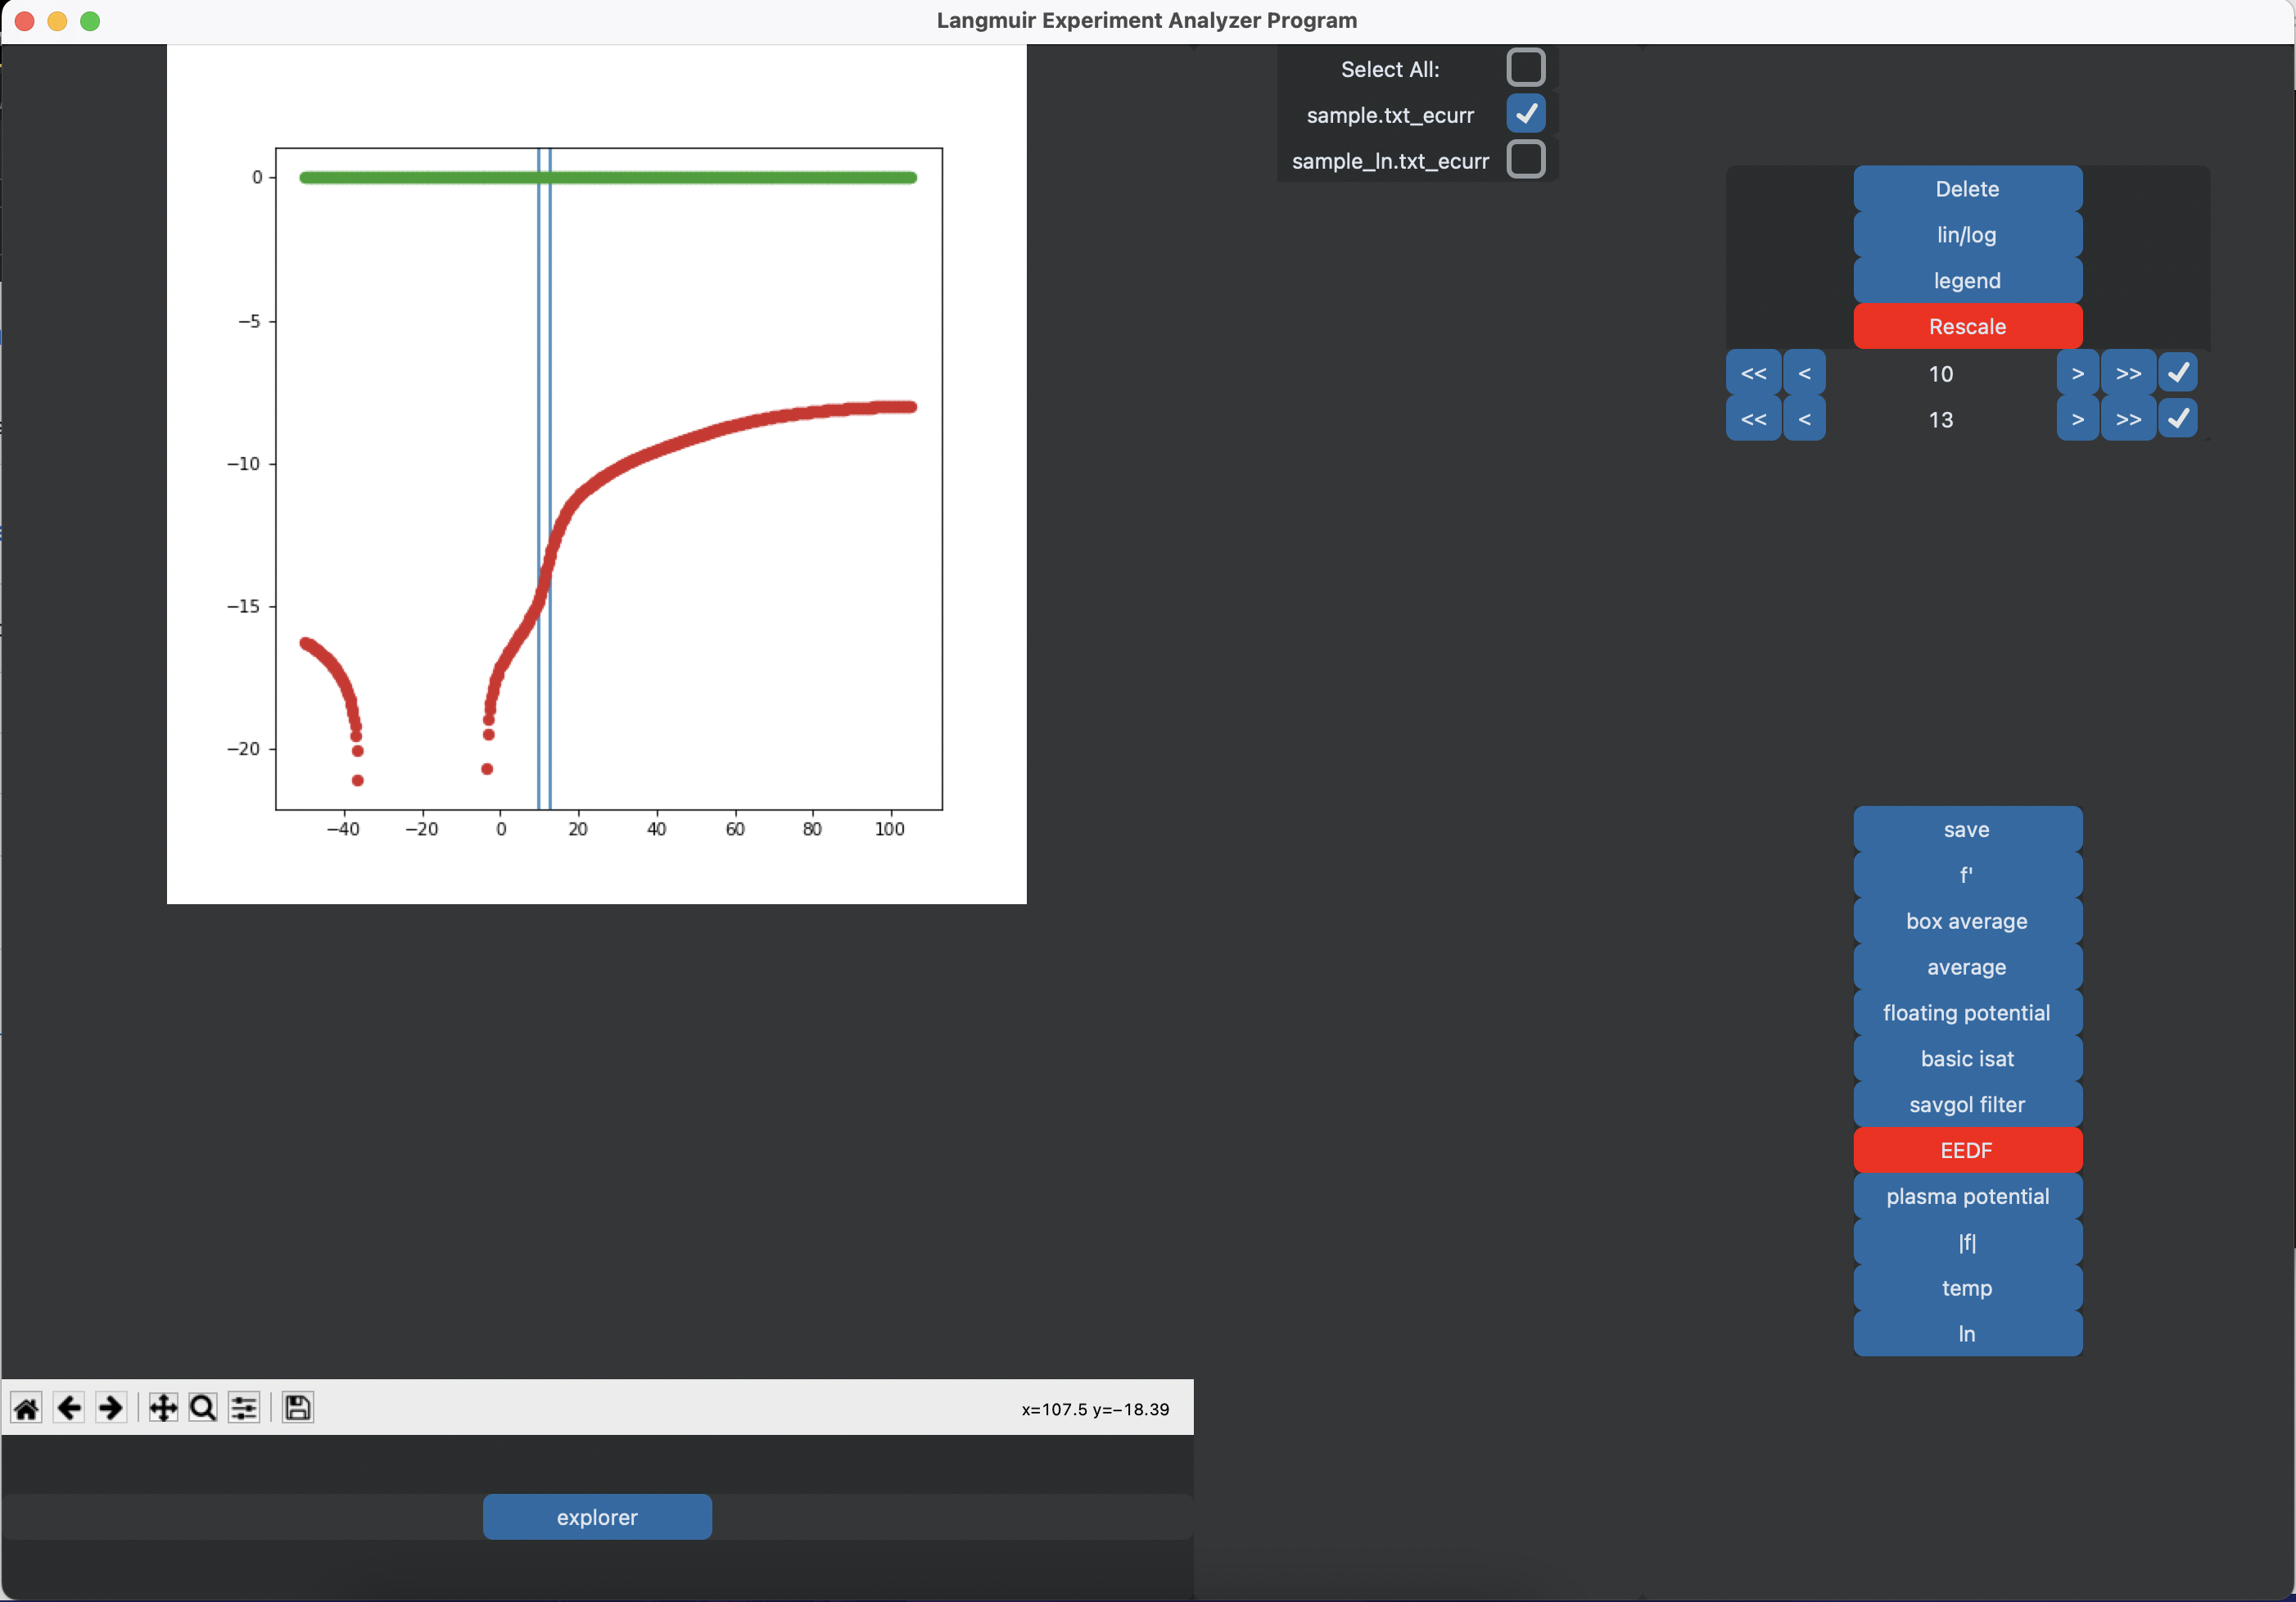 Langmuir Experiment Analyzer Program
0
−5
−10
−15
−20
−40 −20 0 20 40 60 80 100
Select All:
sample.txt_ecurr
sample_ln.txt_ecurr
Delete
lin/log
legend
Rescale
<< < 10 > >>
<< < 13 > >>
save
f'
box average
average
floating potential
basic isat
savgol filter
EEDF
plasma potential
|f|
temp
ln
x=107.5 y=−18.39
explorer